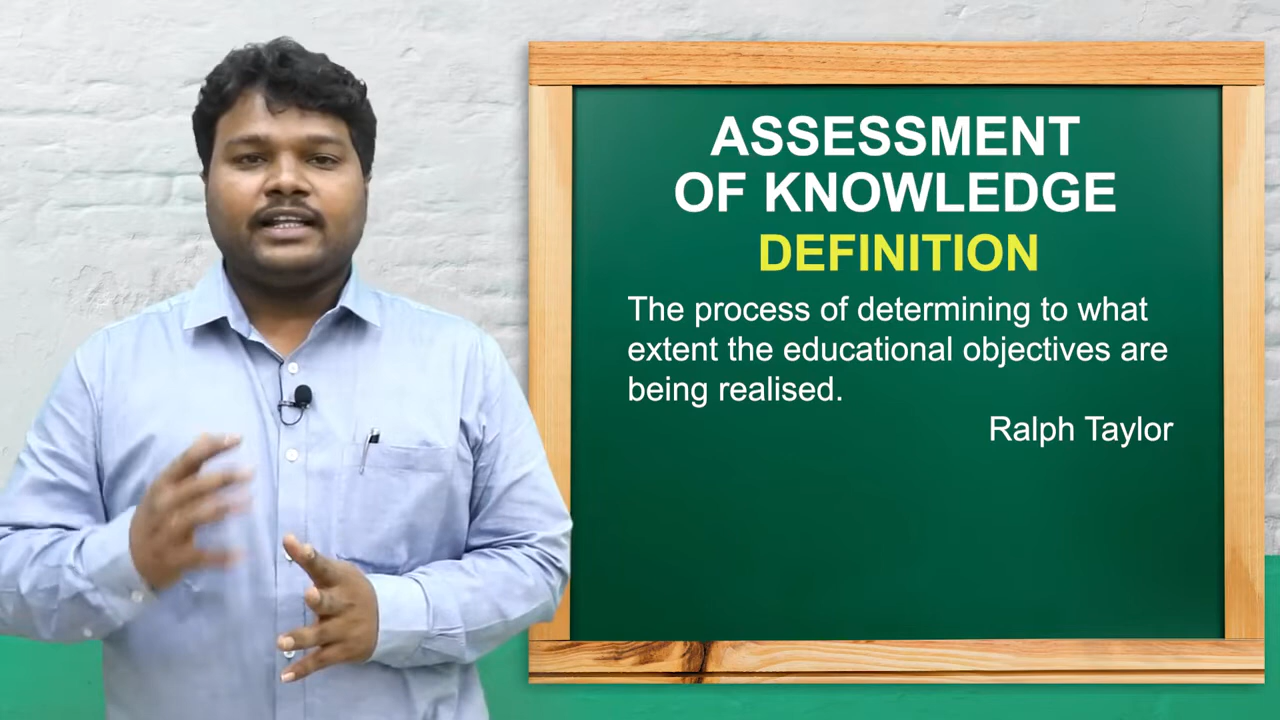 ASSESSMENT
OF KNOWLEDGE
DEFINITION
The process of determining to what
extent the educational objectives are
being realised.
Ralph Taylor